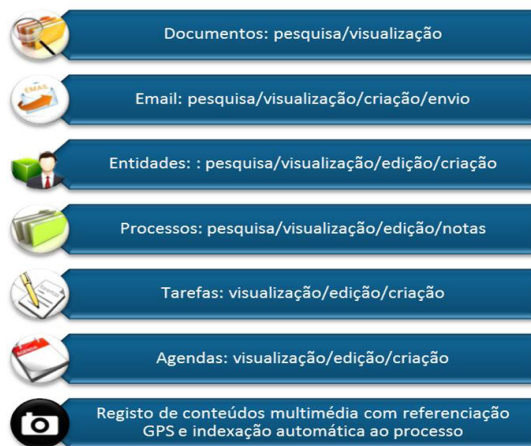 Documentos: pesquisa/visualização
EMAIL
Email: pesquisa/visualização/criação/envio
Entidades: : pesquisa/visualização/edição/criação
Processos: pesquisa/visualização/edição/notas
Tarefas: visualização/edição/criação
Agendas: visualização/edição/criação
Registo de conteúdos multimédia com referenciação
GPS e indexação automática ao processo